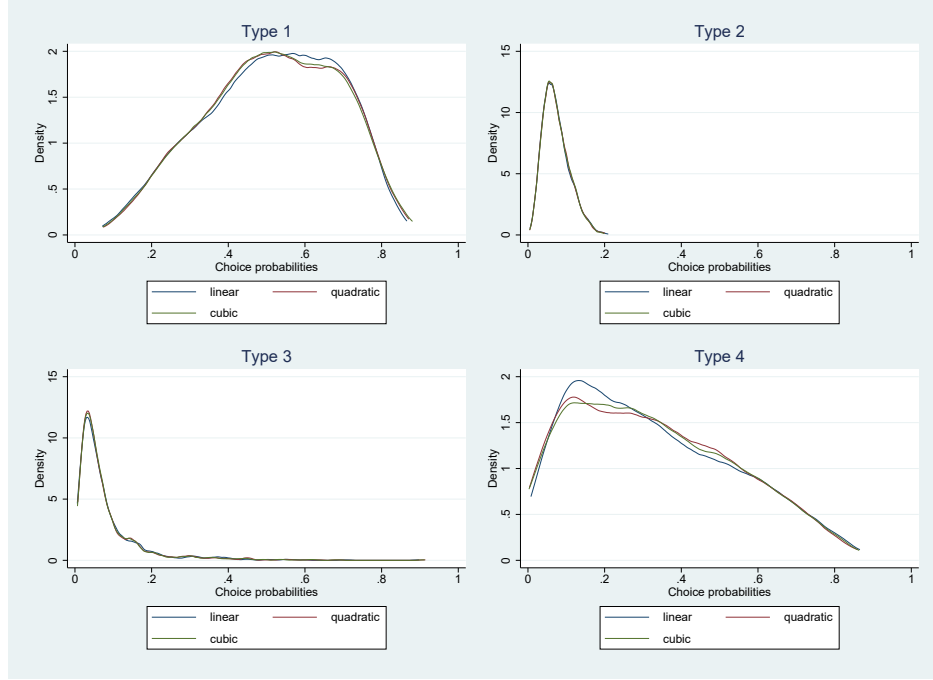 Type 1
Density
0 .5 1 1.5 2
0 .2 .4 .6 .8 1
Choice probabilities
linear quadratic
cubic
Type 2
Density
0 5 10 15
0 .2 .4 .6 .8 1
Choice probabilities
linear quadratic
cubic
Type 3
Density
0 5 10 15
0 .2 .4 .6 .8 1
Choice probabilities
linear quadratic
cubic
Type 4
Density
0 .5 1 1.5 2
0 .2 .4 .6 .8 1
Choice probabilities
linear quadratic
cubic